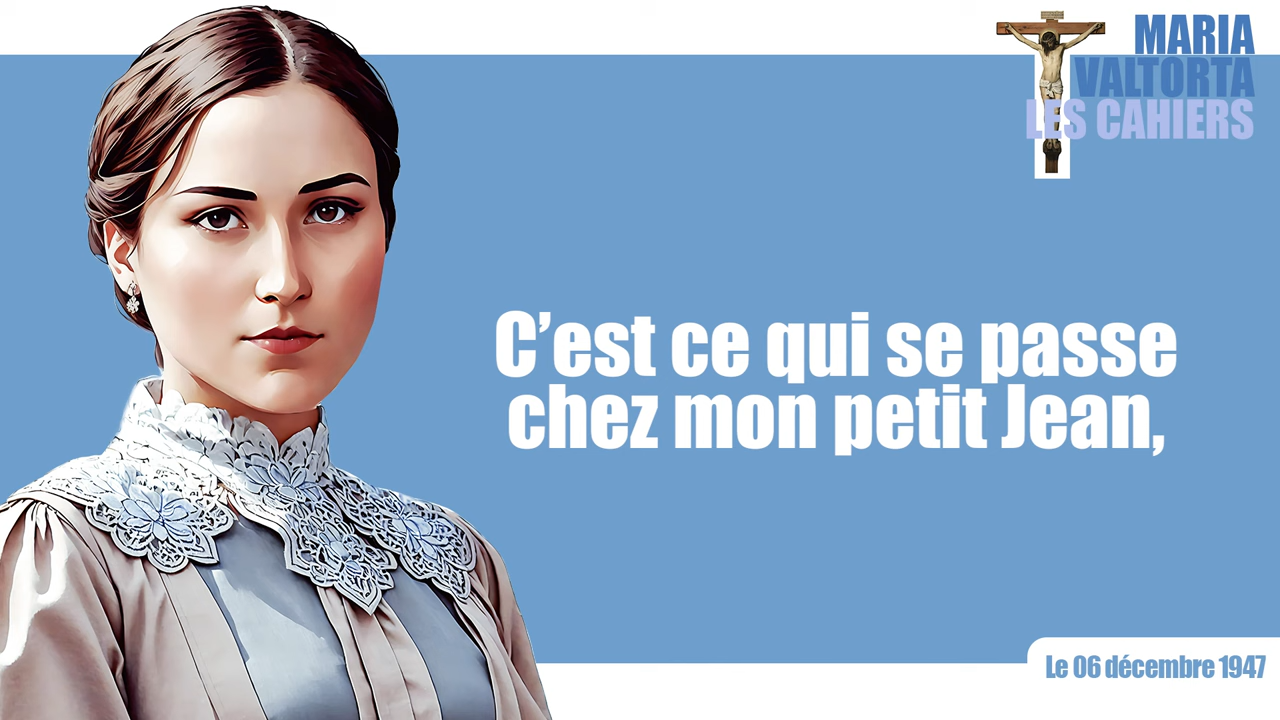 MARIA
VALTORTA
LES CAHIERS
C’est ce qui se passe
chez mon petit Jean,
Le 06 décembre 1947